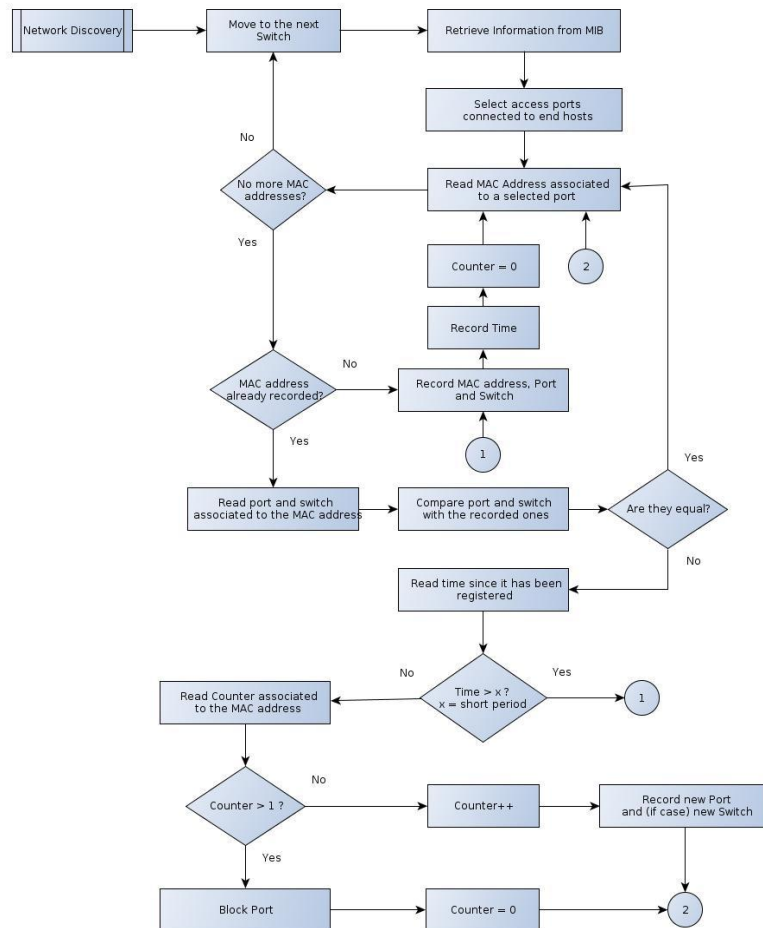 Network Discovery
Move to the next
Switch
Retrieve Information from MIB
Select access ports
connected to end hosts
No
No more MAC
addresses?
Read MAC Address associated
to a selected port
Yes
Counter = 0
2
Record Time
No
MAC address
already recorded?
Record MAC address, Port
and Switch
Yes
1
Yes
Read port and switch
associated to the MAC address
Compare port and switch
with the recorded ones
Are they equal?
No
Read time since it has been
registered
No
Yes
Time > x ?
x = short period
1
Read Counter associated
to the MAC address
No
Counter > 1 ?
Counter++
Record new Port
and (if case) new Switch
Yes
Block Port
Counter = 0
2